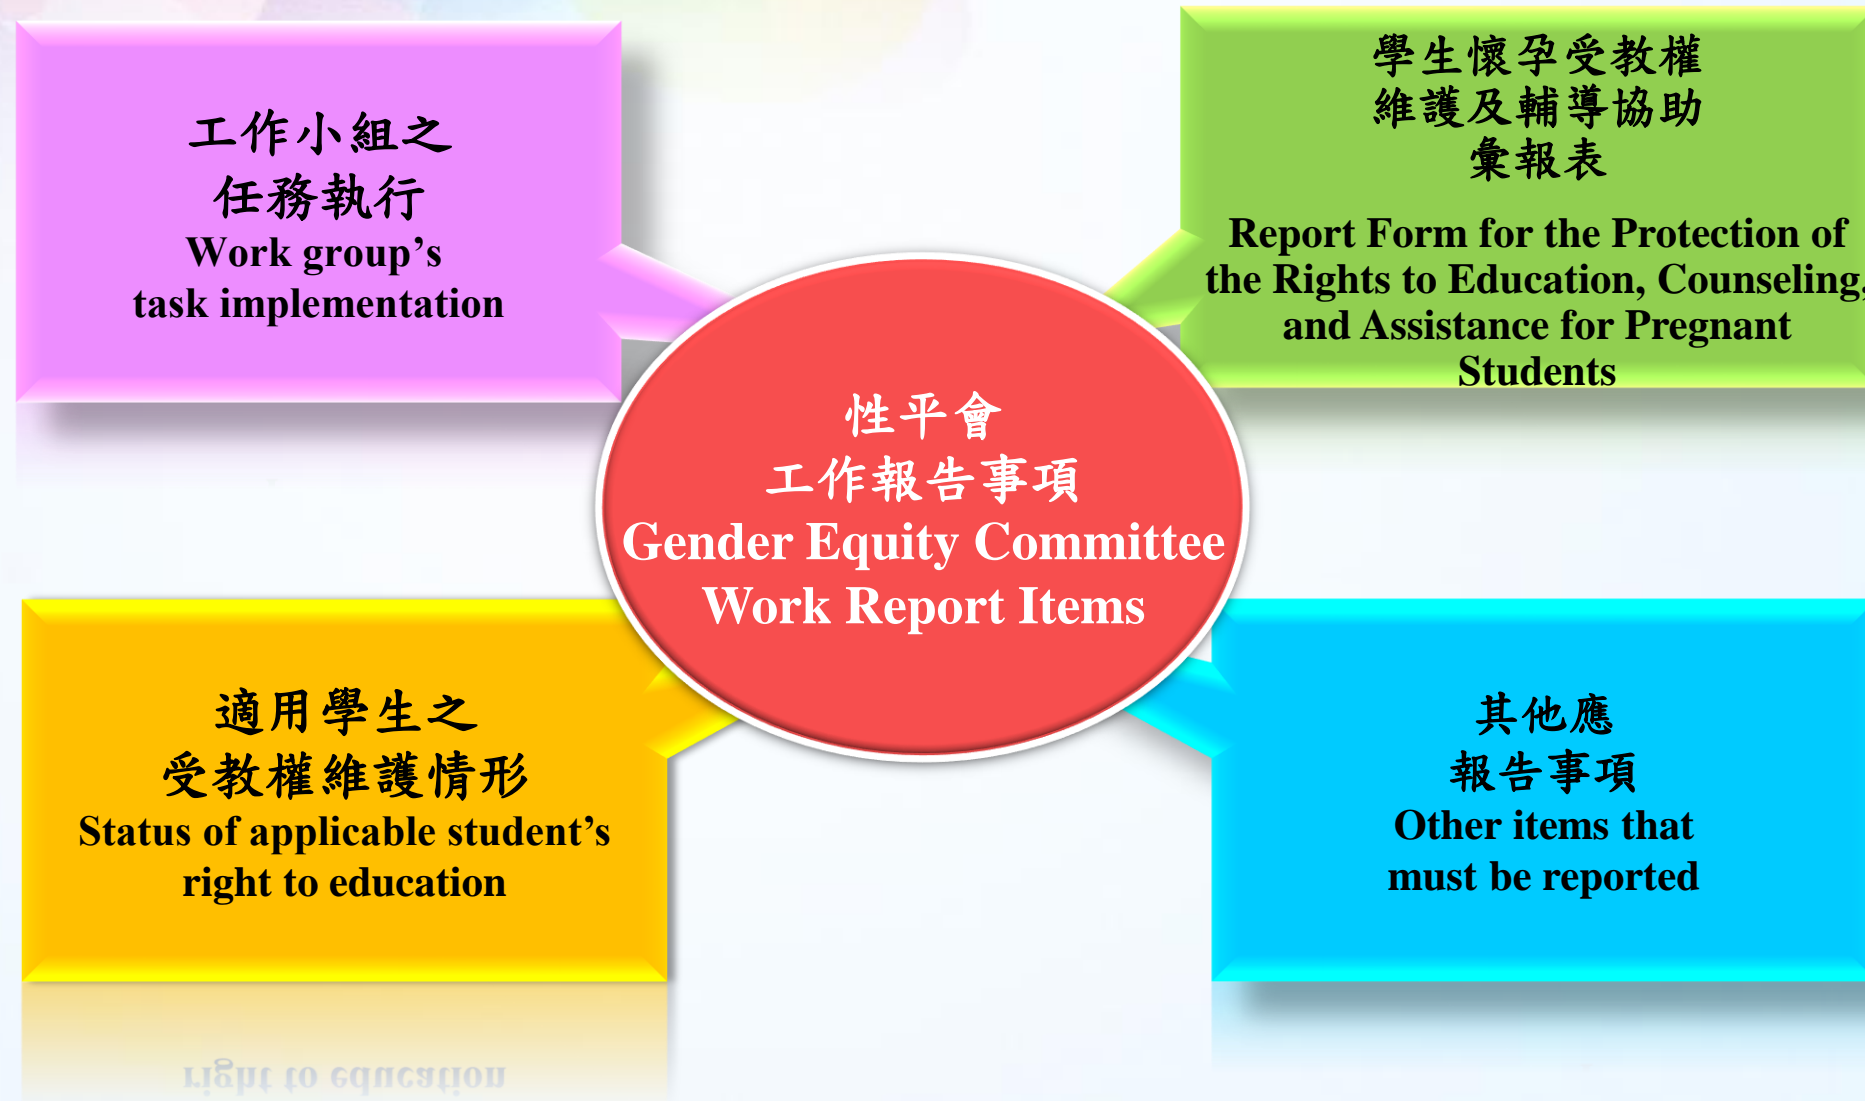 工作小組之
任務執行
Work group’s
task implementation
學生懷孕受教權
維護及輔導協助
彙報表
Report Form for the Protection of
the Rights to Education, Counseling,
and Assistance for Pregnant
Students
性平會
工作報告事項
Gender Equity Committee
Work Report Items
適用學生之
受教權維護情形
Status of applicable student’s
right to education
其他應
報告事項
Other items that
must be reported